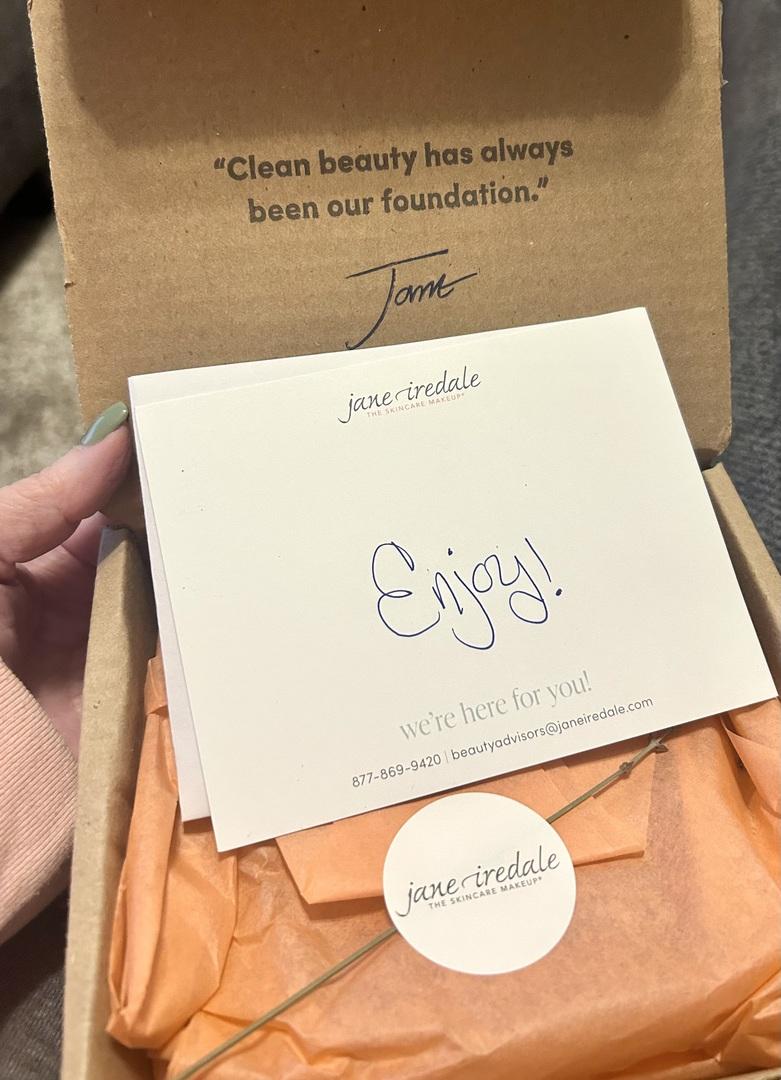 “Clean beauty has always
been our foundation.”
Jane
jane iredale
THE SKINCARE MAKEUP®
Enjoy!
we're here for you!
877-869-9420 | beautyadvisors@janeiredale.com
jane iredale
THE SKINCARE MAKEUP®